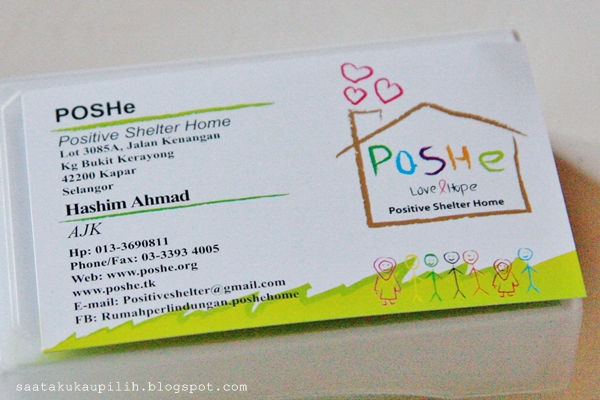 POSHe
Positive Shelter Home
Lot 3085A, Jalan Kenangan
Kg Bukit Kerayong
42200 Kapar
Selangor
Hashim Ahmad
AJK
Hp: 013-3690811
Phone/Fax: 03-3393 4005
Web: www.poshe.org
www.poshe.tk
E-mail: Positiveshelter@gmail.com
FB: Rumahperlindungan.poshehome
POSHe
Love & Hope
Positive Shelter Home
saatakukaupilih.blogspot.com